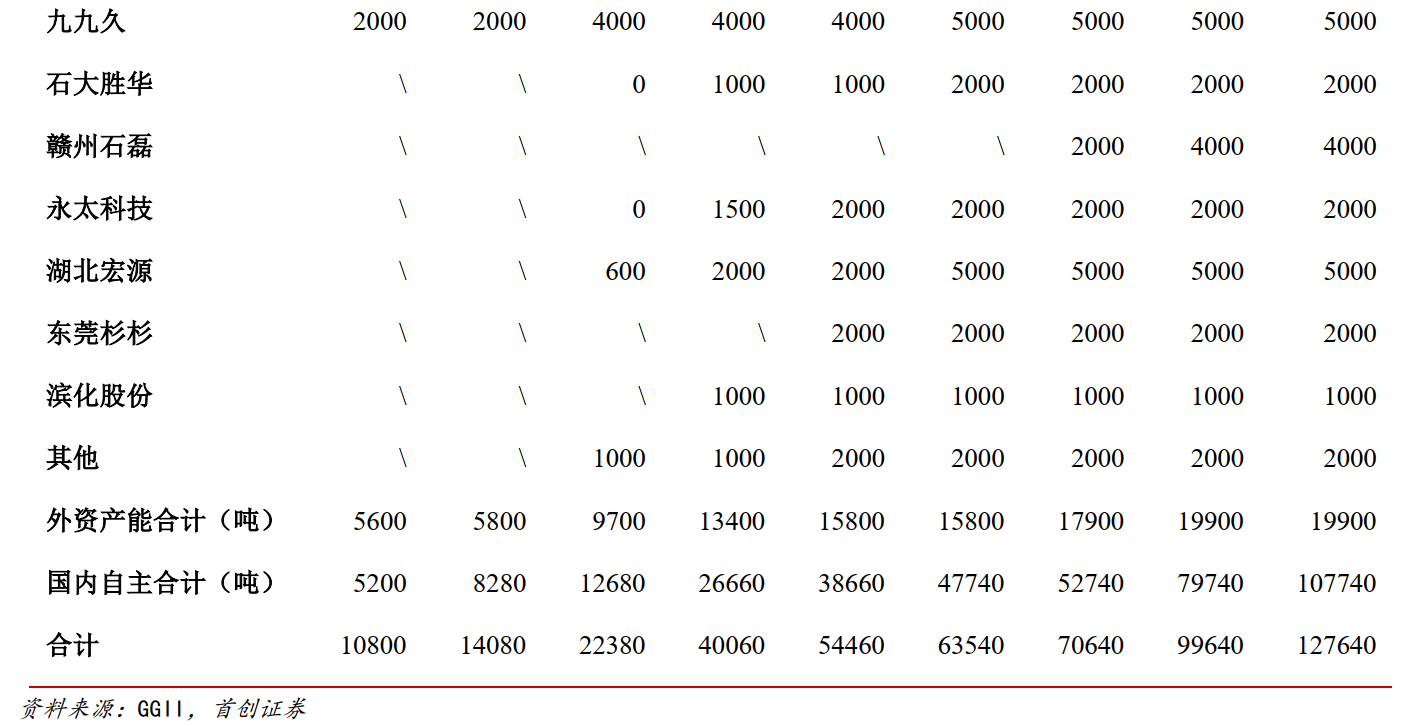 九九久 2000 2000 4000 4000 4000 5000 5000 5000 5000
石大胜华 \ \ 0 1000 1000 2000 2000 2000 2000
赣州石磊 \ \ \ \ \ \ 2000 4000 4000
永太科技 \ \ 0 1500 2000 2000 2000 2000 2000
湖北宏源 \ \ 600 2000 2000 5000 5000 5000 5000
东莞杉杉 \ \ \ \ 2000 2000 2000 2000 2000
滨化股份 \ \ \ 1000 1000 1000 1000 1000 1000
其他 \ \ 1000 1000 2000 2000 2000 2000 2000
外资产能合计（吨） 5600 5800 9700 13400 15800 15800 17900 19900 19900
国内自主合计（吨） 5200 8280 12680 26660 38660 47740 52740 79740 107740
合计 10800 14080 22380 40060 54460 63540 70640 99640 127640
资料来源：GGII，首创证券